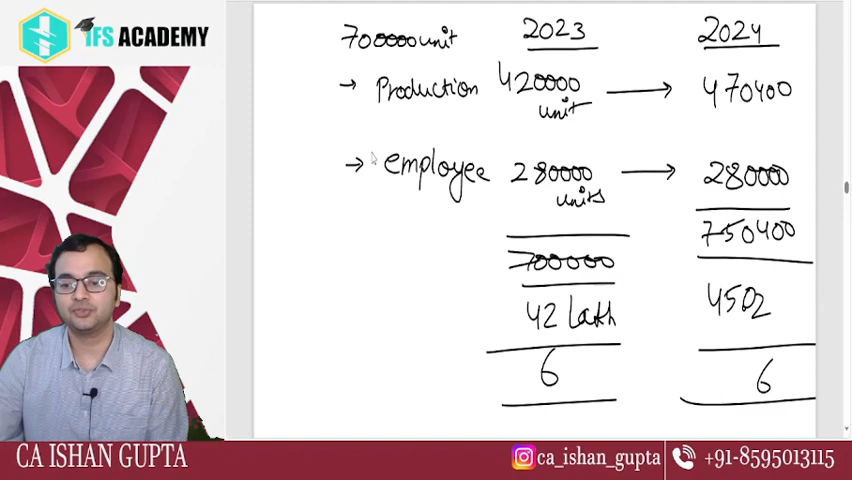 IFS ACADEMY
700000 unit 2023 2024
→ Production 420000 → 470400
unit
→ employee 280000 → 280000
units
750400
700000
42 Lakh 4502
6 6
CA ISHAN GUPTA ca_ishan_gupta +91-8595013115